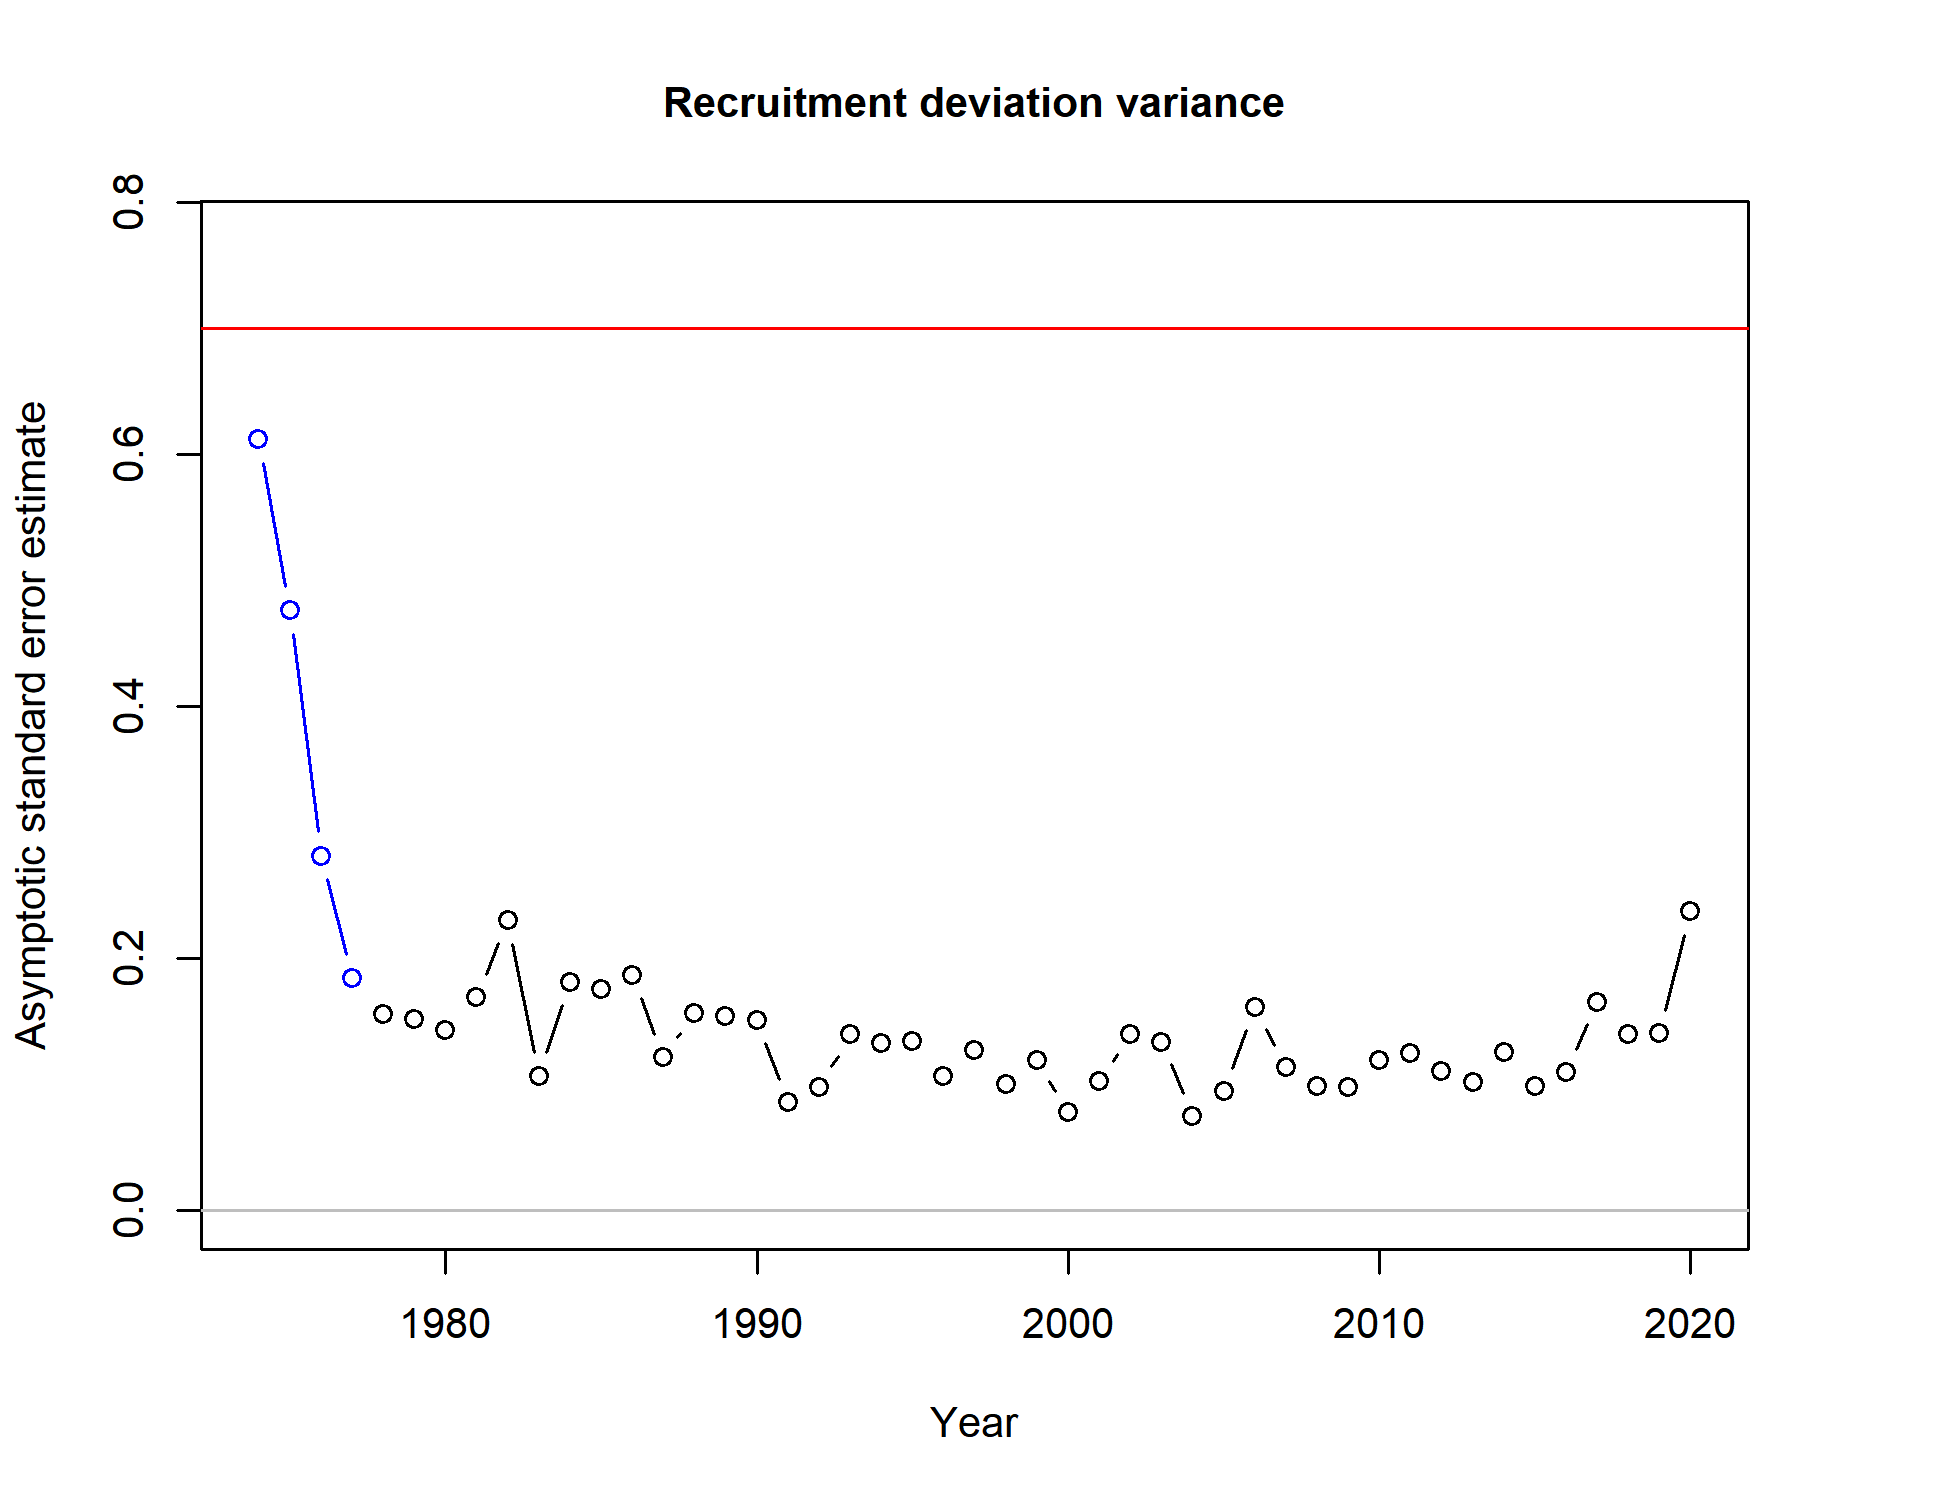 Recruitment deviation variance
Asymptotic standard error estimate
0.8
0.6
0.4
0.2
0.0
1980 1990 2000 2010 2020
Year